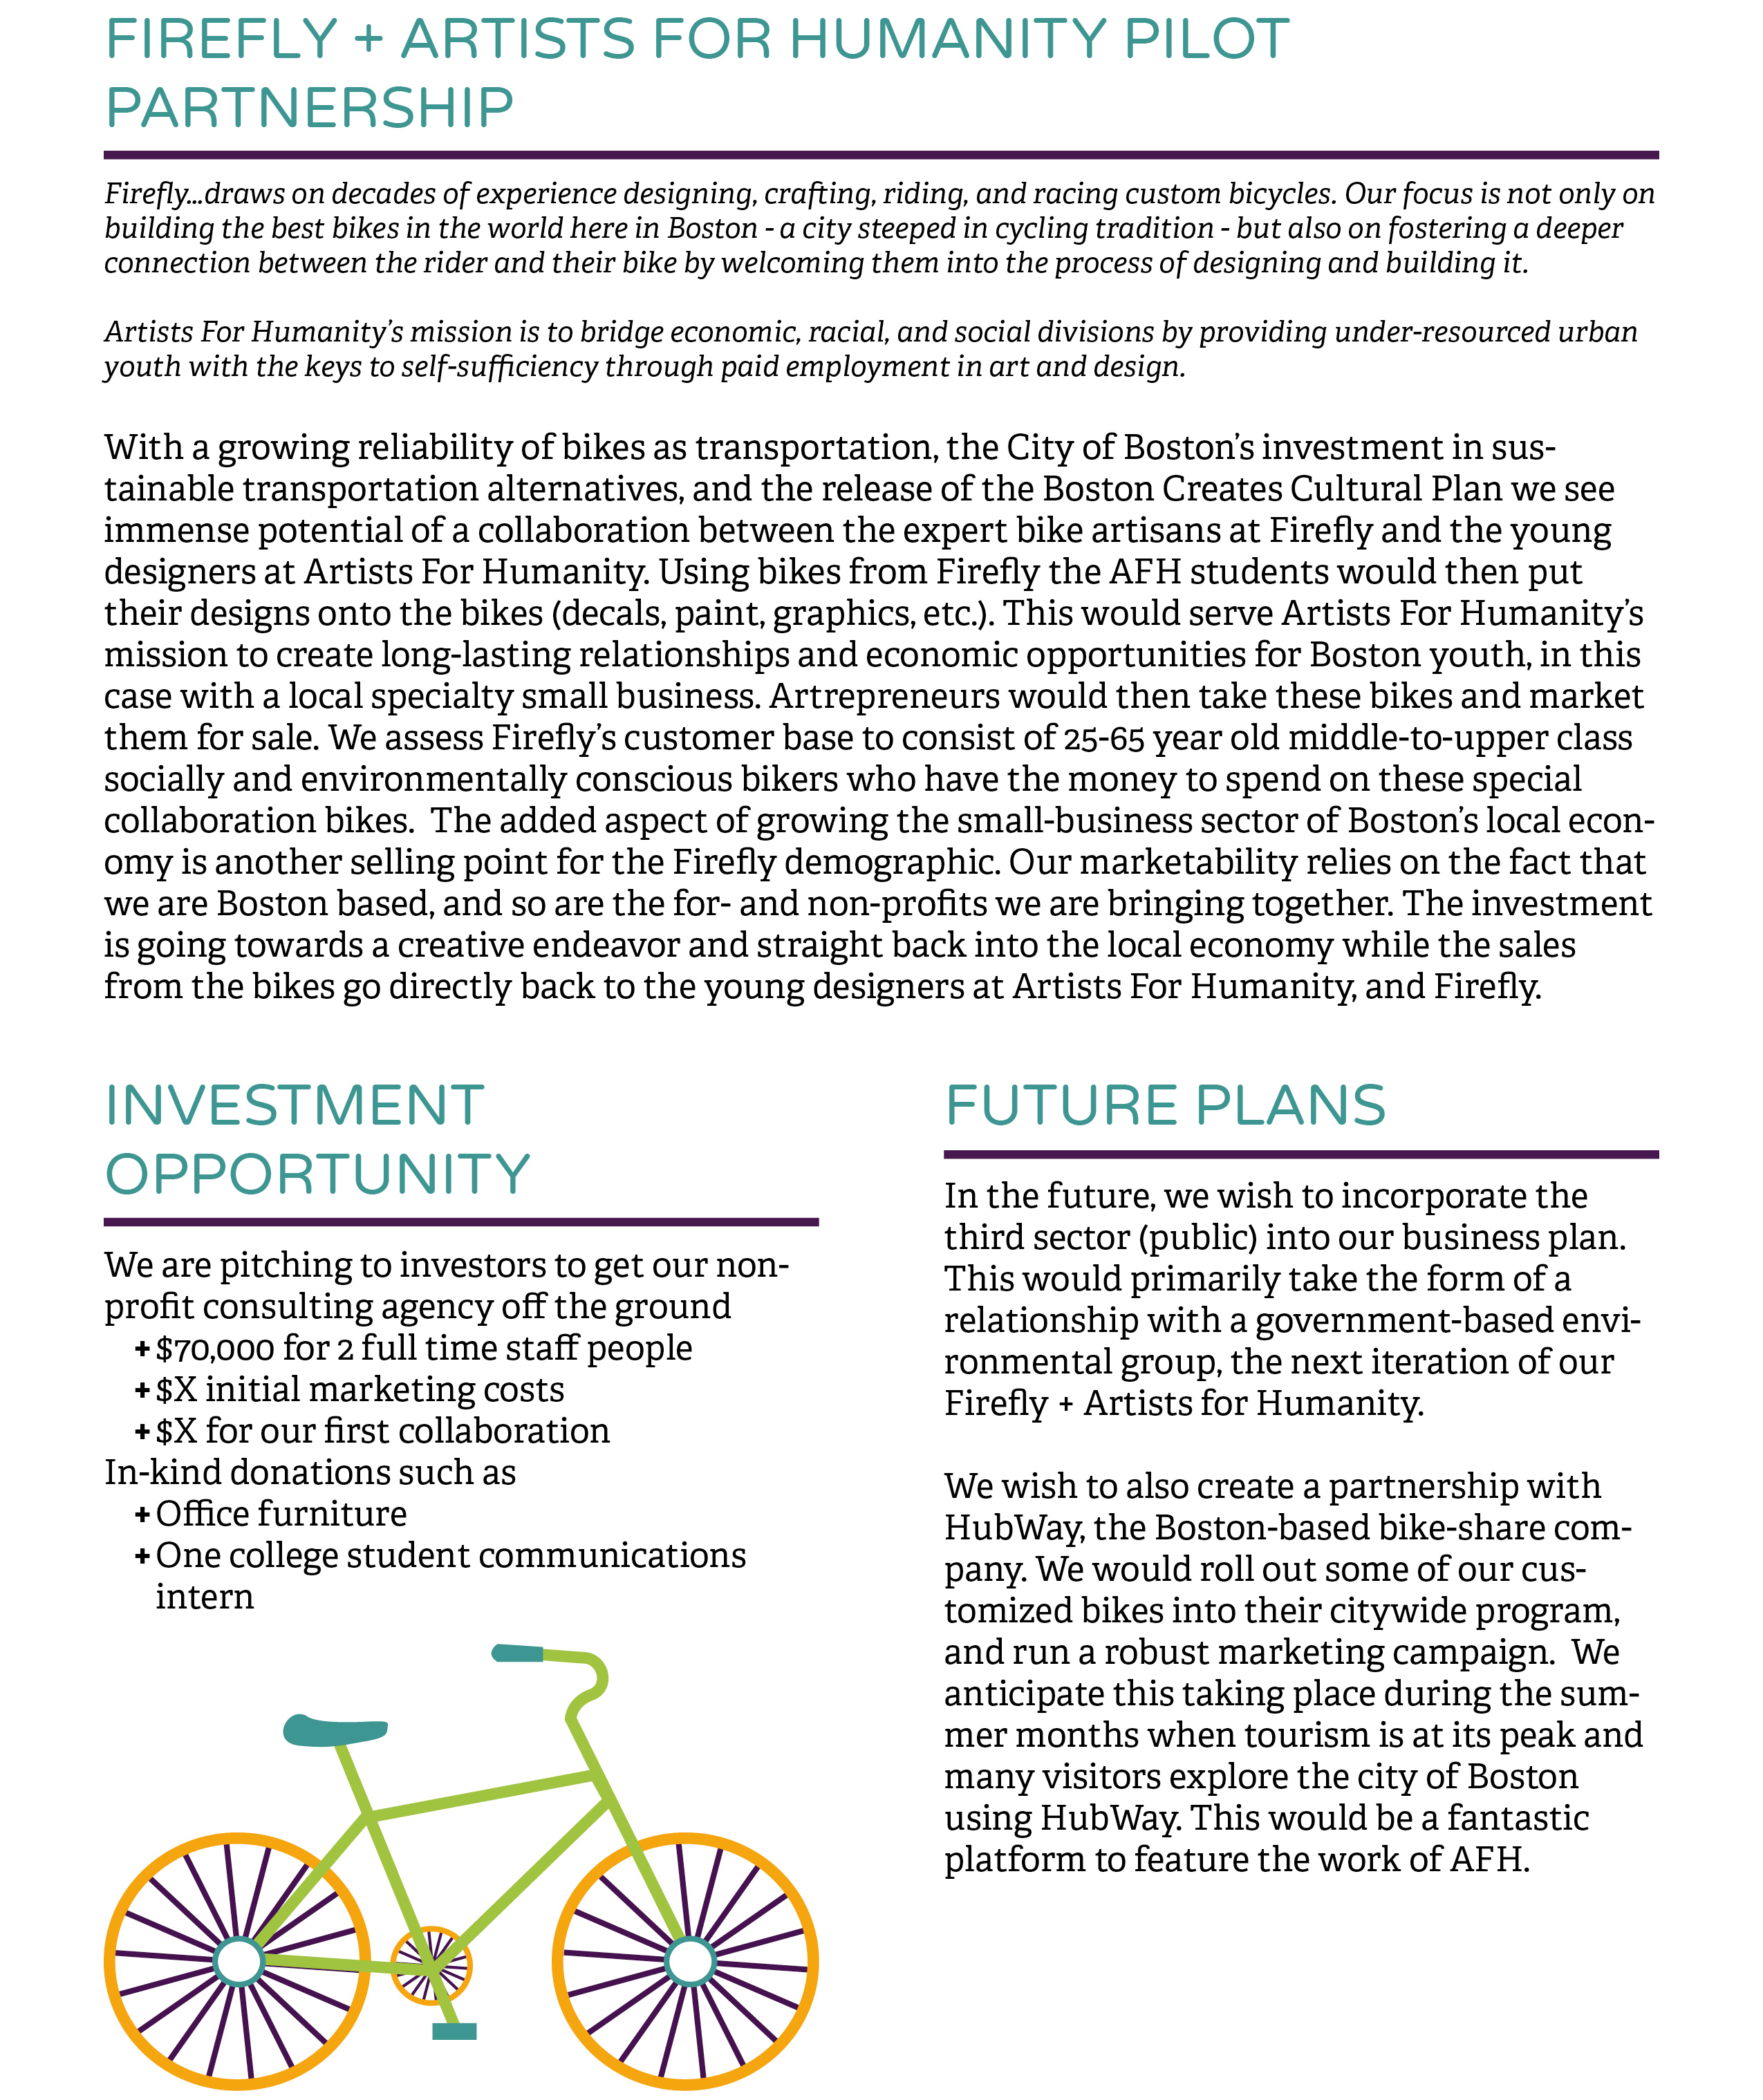 FIREFLY + ARTISTS FOR HUMANITY PILOT
PARTNERSHIP
Firefly...draws on decades of experience designing, crafting, riding, and racing custom bicycles. Our focus is not only on
building the best bikes in the world here in Boston - a city steeped in cycling tradition - but also on fostering a deeper
connection between the rider and their bike by welcoming them into the process of designing and building it.
Artists For Humanity’s mission is to bridge economic, racial, and social divisions by providing under-resourced urban
youth with the keys to self-sufficiency through paid employment in art and design.
With a growing reliability of bikes as transportation, the City of Boston’s investment in sus-
tainable transportation alternatives, and the release of the Boston Creates Cultural Plan we see
immense potential of a collaboration between the expert bike artisans at Firefly and the young
designers at Artists For Humanity. Using bikes from Firefly the AFH students would then put
their designs onto the bikes (decals, paint, graphics, etc.). This would serve Artists For Humanity’s
mission to create long-lasting relationships and economic opportunities for Boston youth, in this
case with a local specialty small business. Artrepreneurs would then take these bikes and market
them for sale. We assess Firefly’s customer base to consist of 25-65 year old middle-to-upper class
socially and environmentally conscious bikers who have the money to spend on these special
collaboration bikes.  The added aspect of growing the small-business sector of Boston’s local econ-
omy is another selling point for the Firefly demographic. Our marketability relies on the fact that
we are Boston based, and so are the for- and non-profits we are bringing together. The investment
is going towards a creative endeavor and straight back into the local economy while the sales
from the bikes go directly back to the young designers at Artists For Humanity, and Firefly.
INVESTMENT
OPPORTUNITY
We are pitching to investors to get our non-
profit consulting agency off the ground
+ $70,000 for 2 full time staff people
+ $X initial marketing costs
+ $X for our first collaboration
In-kind donations such as
+ Office furniture
+ One college student communications
intern
FUTURE PLANS
In the future, we wish to incorporate the
third sector (public) into our business plan.
This would primarily take the form of a
relationship with a government-based envi-
ronmental group, the next iteration of our
Firefly + Artists for Humanity.
We wish to also create a partnership with
HubWay, the Boston-based bike-share com-
pany. We would roll out some of our cus-
tomized bikes into their citywide program,
and run a robust marketing campaign.  We
anticipate this taking place during the sum-
mer months when tourism is at its peak and
many visitors explore the city of Boston
using HubWay. This would be a fantastic
platform to feature the work of AFH.